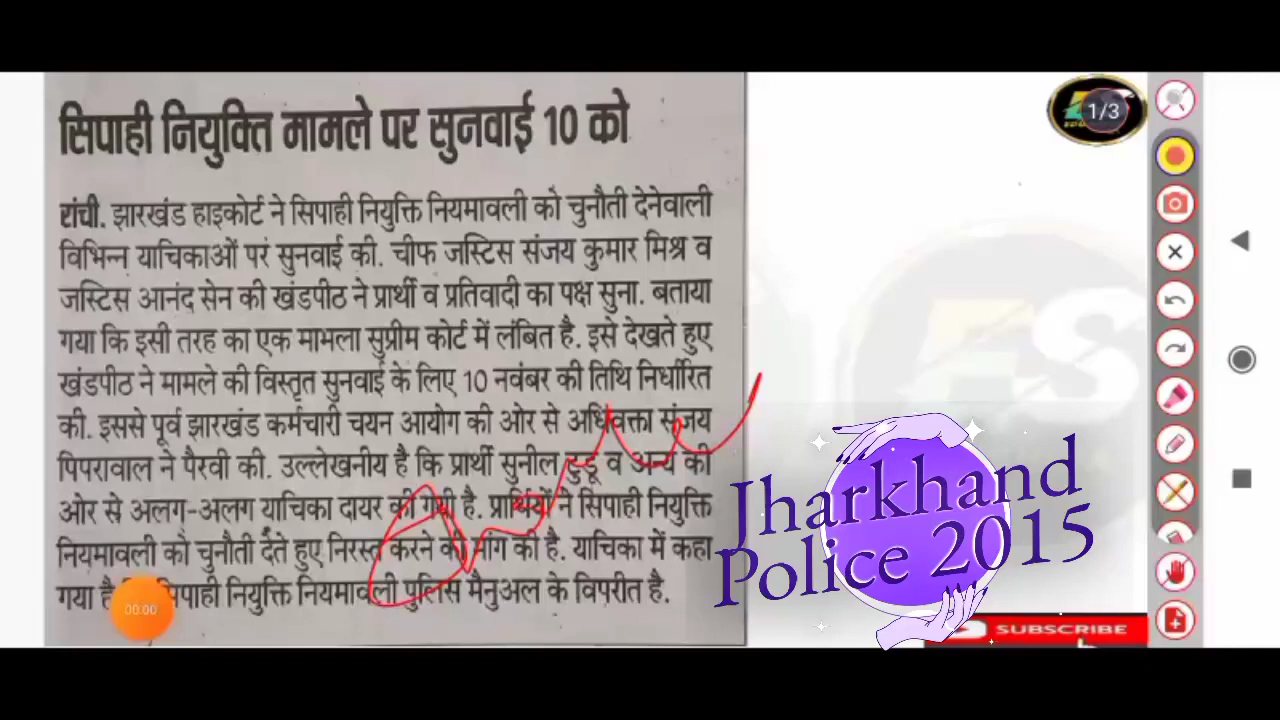 सिपाही नियुक्ति मामले पर सुनवाई 10 को
रांची. झारखंड हाइकोर्ट ने सिपाही नियुक्ति नियमावली को चुनौती देनेवाली
विभिन्न याचिकाओं पर सुनवाई की. चीफ जस्टिस संजय कुमार मिश्र व
जस्टिस आनंद सेन की खंडपीठ ने प्रार्थी व प्रतिवादी का पक्ष सुना. बताया
गया कि इसी तरह का एक मामला सुप्रीम कोर्ट में लंबित है. इसे देखते हुए
खंडपीठ ने मामले की विस्तृत सुनवाई के लिए 10 नवंबर की तिथि निर्धारित
की. इससे पूर्व झारखंड कर्मचारी चयन आयोग की ओर से अधिवक्ता संजय
पिपरावाल ने पैरवी की. उल्लेखनीय है कि प्रार्थी सुनील टुडू व अन्य की
ओर से अलग-अलग याचिका दायर की गयी है. प्रार्थियों ने सिपाही नियुक्ति
नियमावली को चुनौती देते हुए निरस्त करने की मांग की है. याचिका में कहा
गया है सिपाही नियुक्ति नियमावली पुलिस मैनुअल के विपरीत है.
00:00
1/3
FS
Jharkhand
Police 2015
SUBSCRIBE